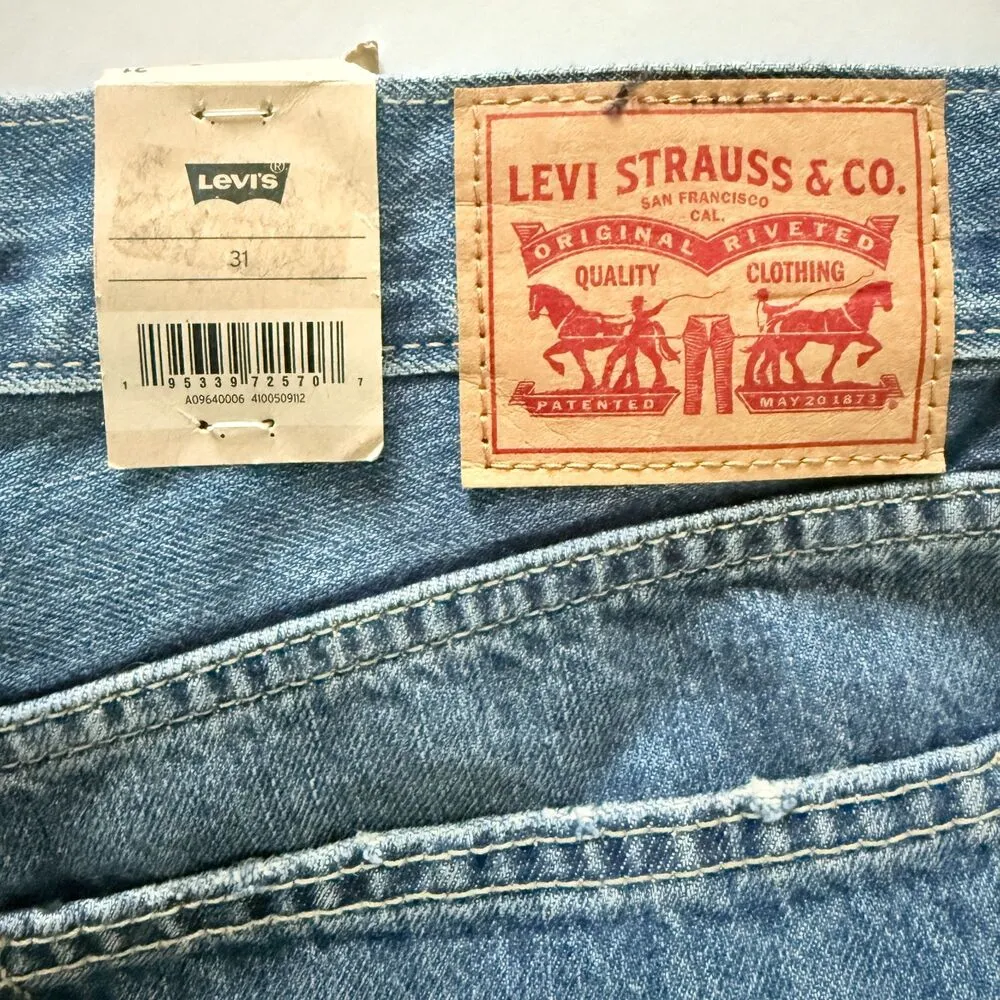 31
LEVI'S®
31
1 95339 72570 7
A09640006 4100509112
LEVI STRAUSS & CO.
SAN FRANCISCO
CAL.
ORIGINAL RIVETED
QUALITY CLOTHING
PATENTED MAY 20 1873